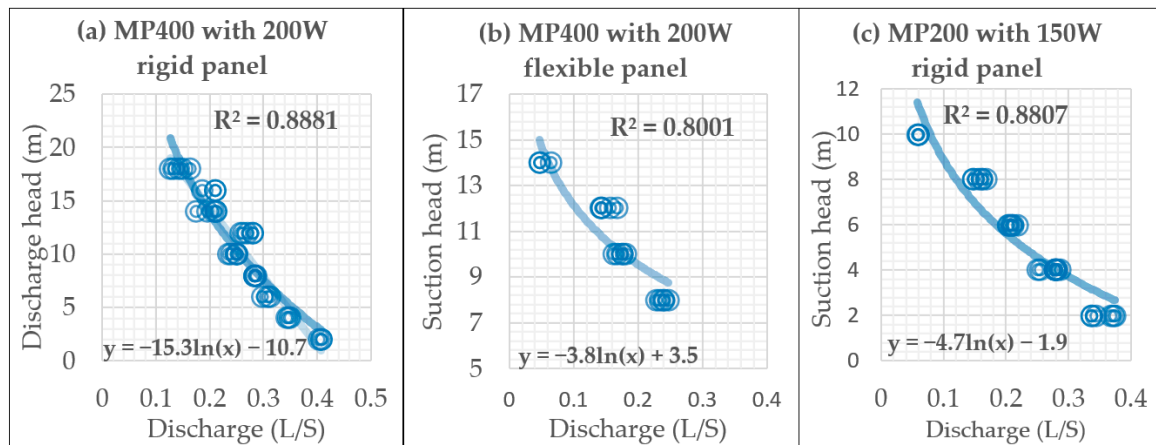 (a) MP400 with 200W
rigid panel
R² = 0.8881
Discharge head (m)
25
20
15
10
5
0
y = −15.3ln(x) − 10.7
0 0.1 0.2 0.3 0.4 0.5
Discharge (L/S)
(b) MP400 with 200W
flexible panel
R² = 0.8001
Suction head (m)
17
15
13
11
9
7
5
y = −3.8ln(x) + 3.5
0 0.1 0.2 0.3 0.4
Discharge (L/S)
(c) MP200 with 150W
rigid panel
R² = 0.8807
Suction head (m)
12
10
8
6
4
2
0
y = −4.7ln(x) − 1.9
0 0.1 0.2 0.3 0.4
Discharge (L/S)